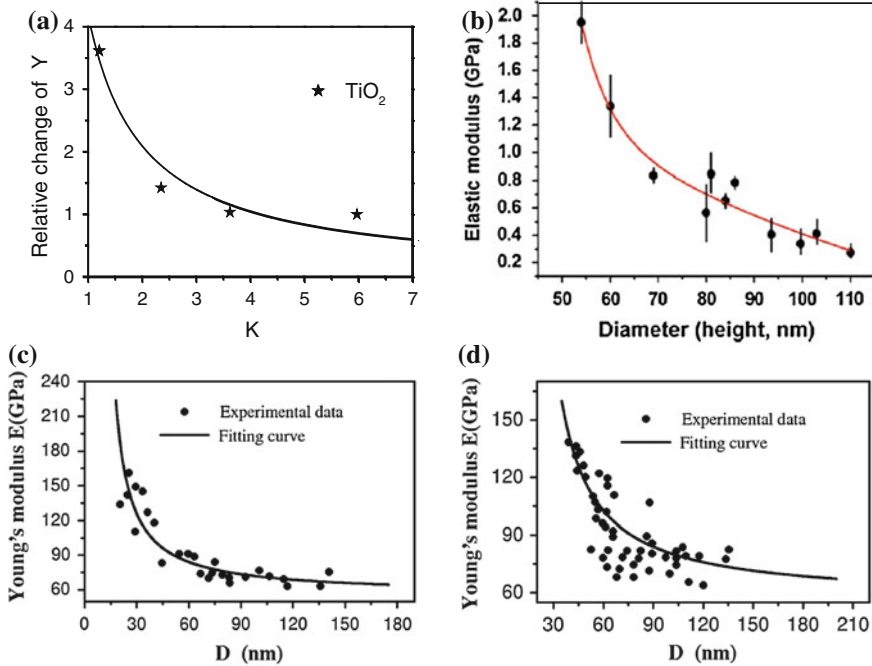 (a)
4
3
2
1
0
1 2 3 4 5 6 7
Relative change of Y
K
TiO₂
(b)
2.0
1.8
1.6
1.4
1.2
1.0
0.8
0.6
0.4
0.2
50 60 70 80 90 100 110
Elastic modulus (GPa)
Diameter (height, nm)
(c)
240
210
180
150
120
90
60
0 30 60 90 120 150 180
Young's modulus E(GPa)
D (nm)
Experimental data
Fitting curve
(d)
150
120
90
60
30 60 90 120 150 180 210
Young's modulus E(GPa)
D (nm)
Experimental data
Fitting curve